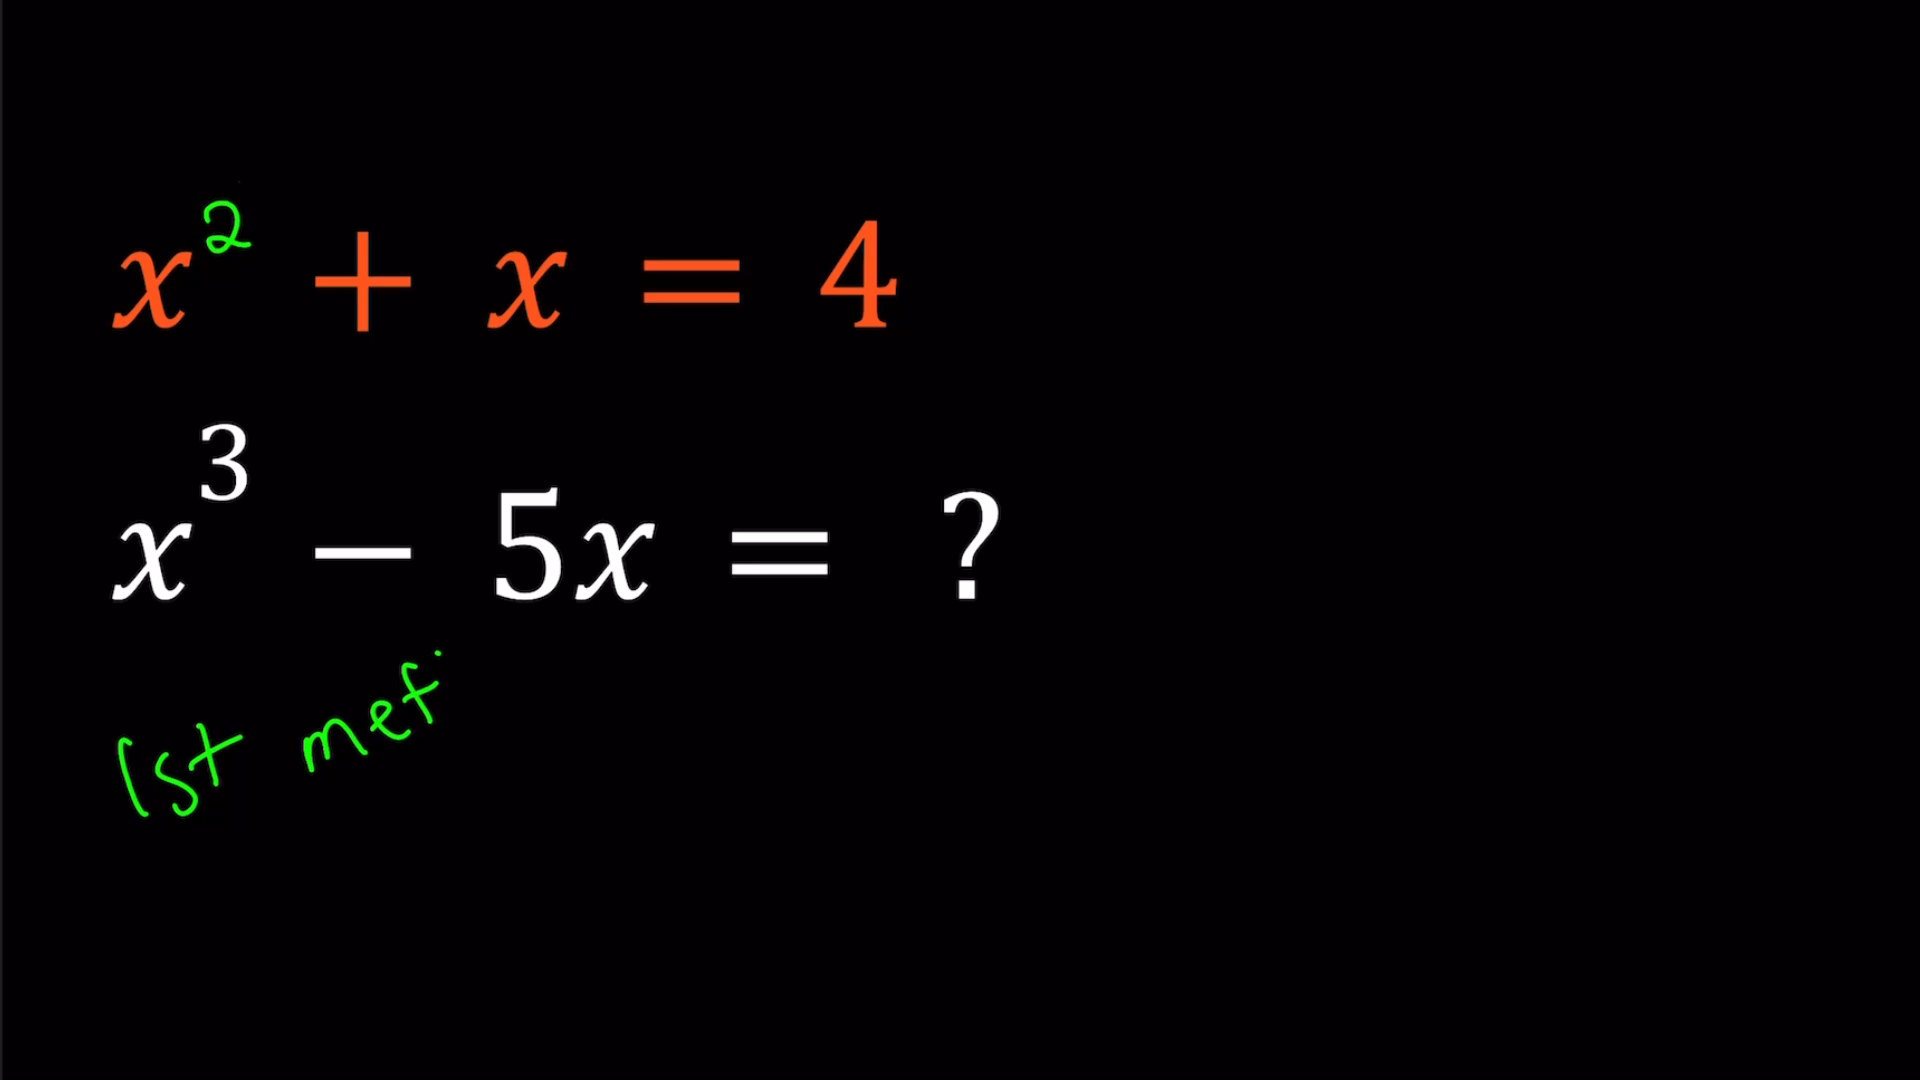 x² + x = 4
x³ − 5x = ?
1st met